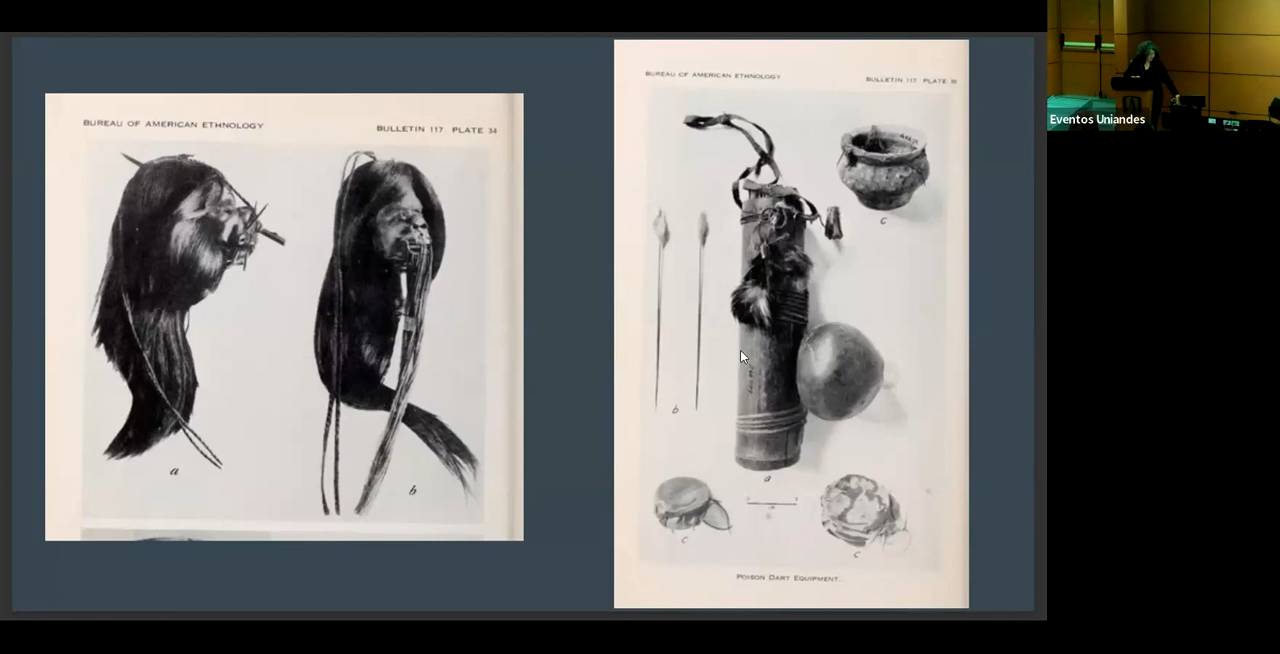 BUREAU OF AMERICAN ETHNOLOGY
BULLETIN 117 PLATE 34
a
b
BUREAU OF AMERICAN ETHNOLOGY
BULLETIN 117 PLATE
c
b
a
c
c
POISON DART EQUIPMENT.
Eventos Uniandes